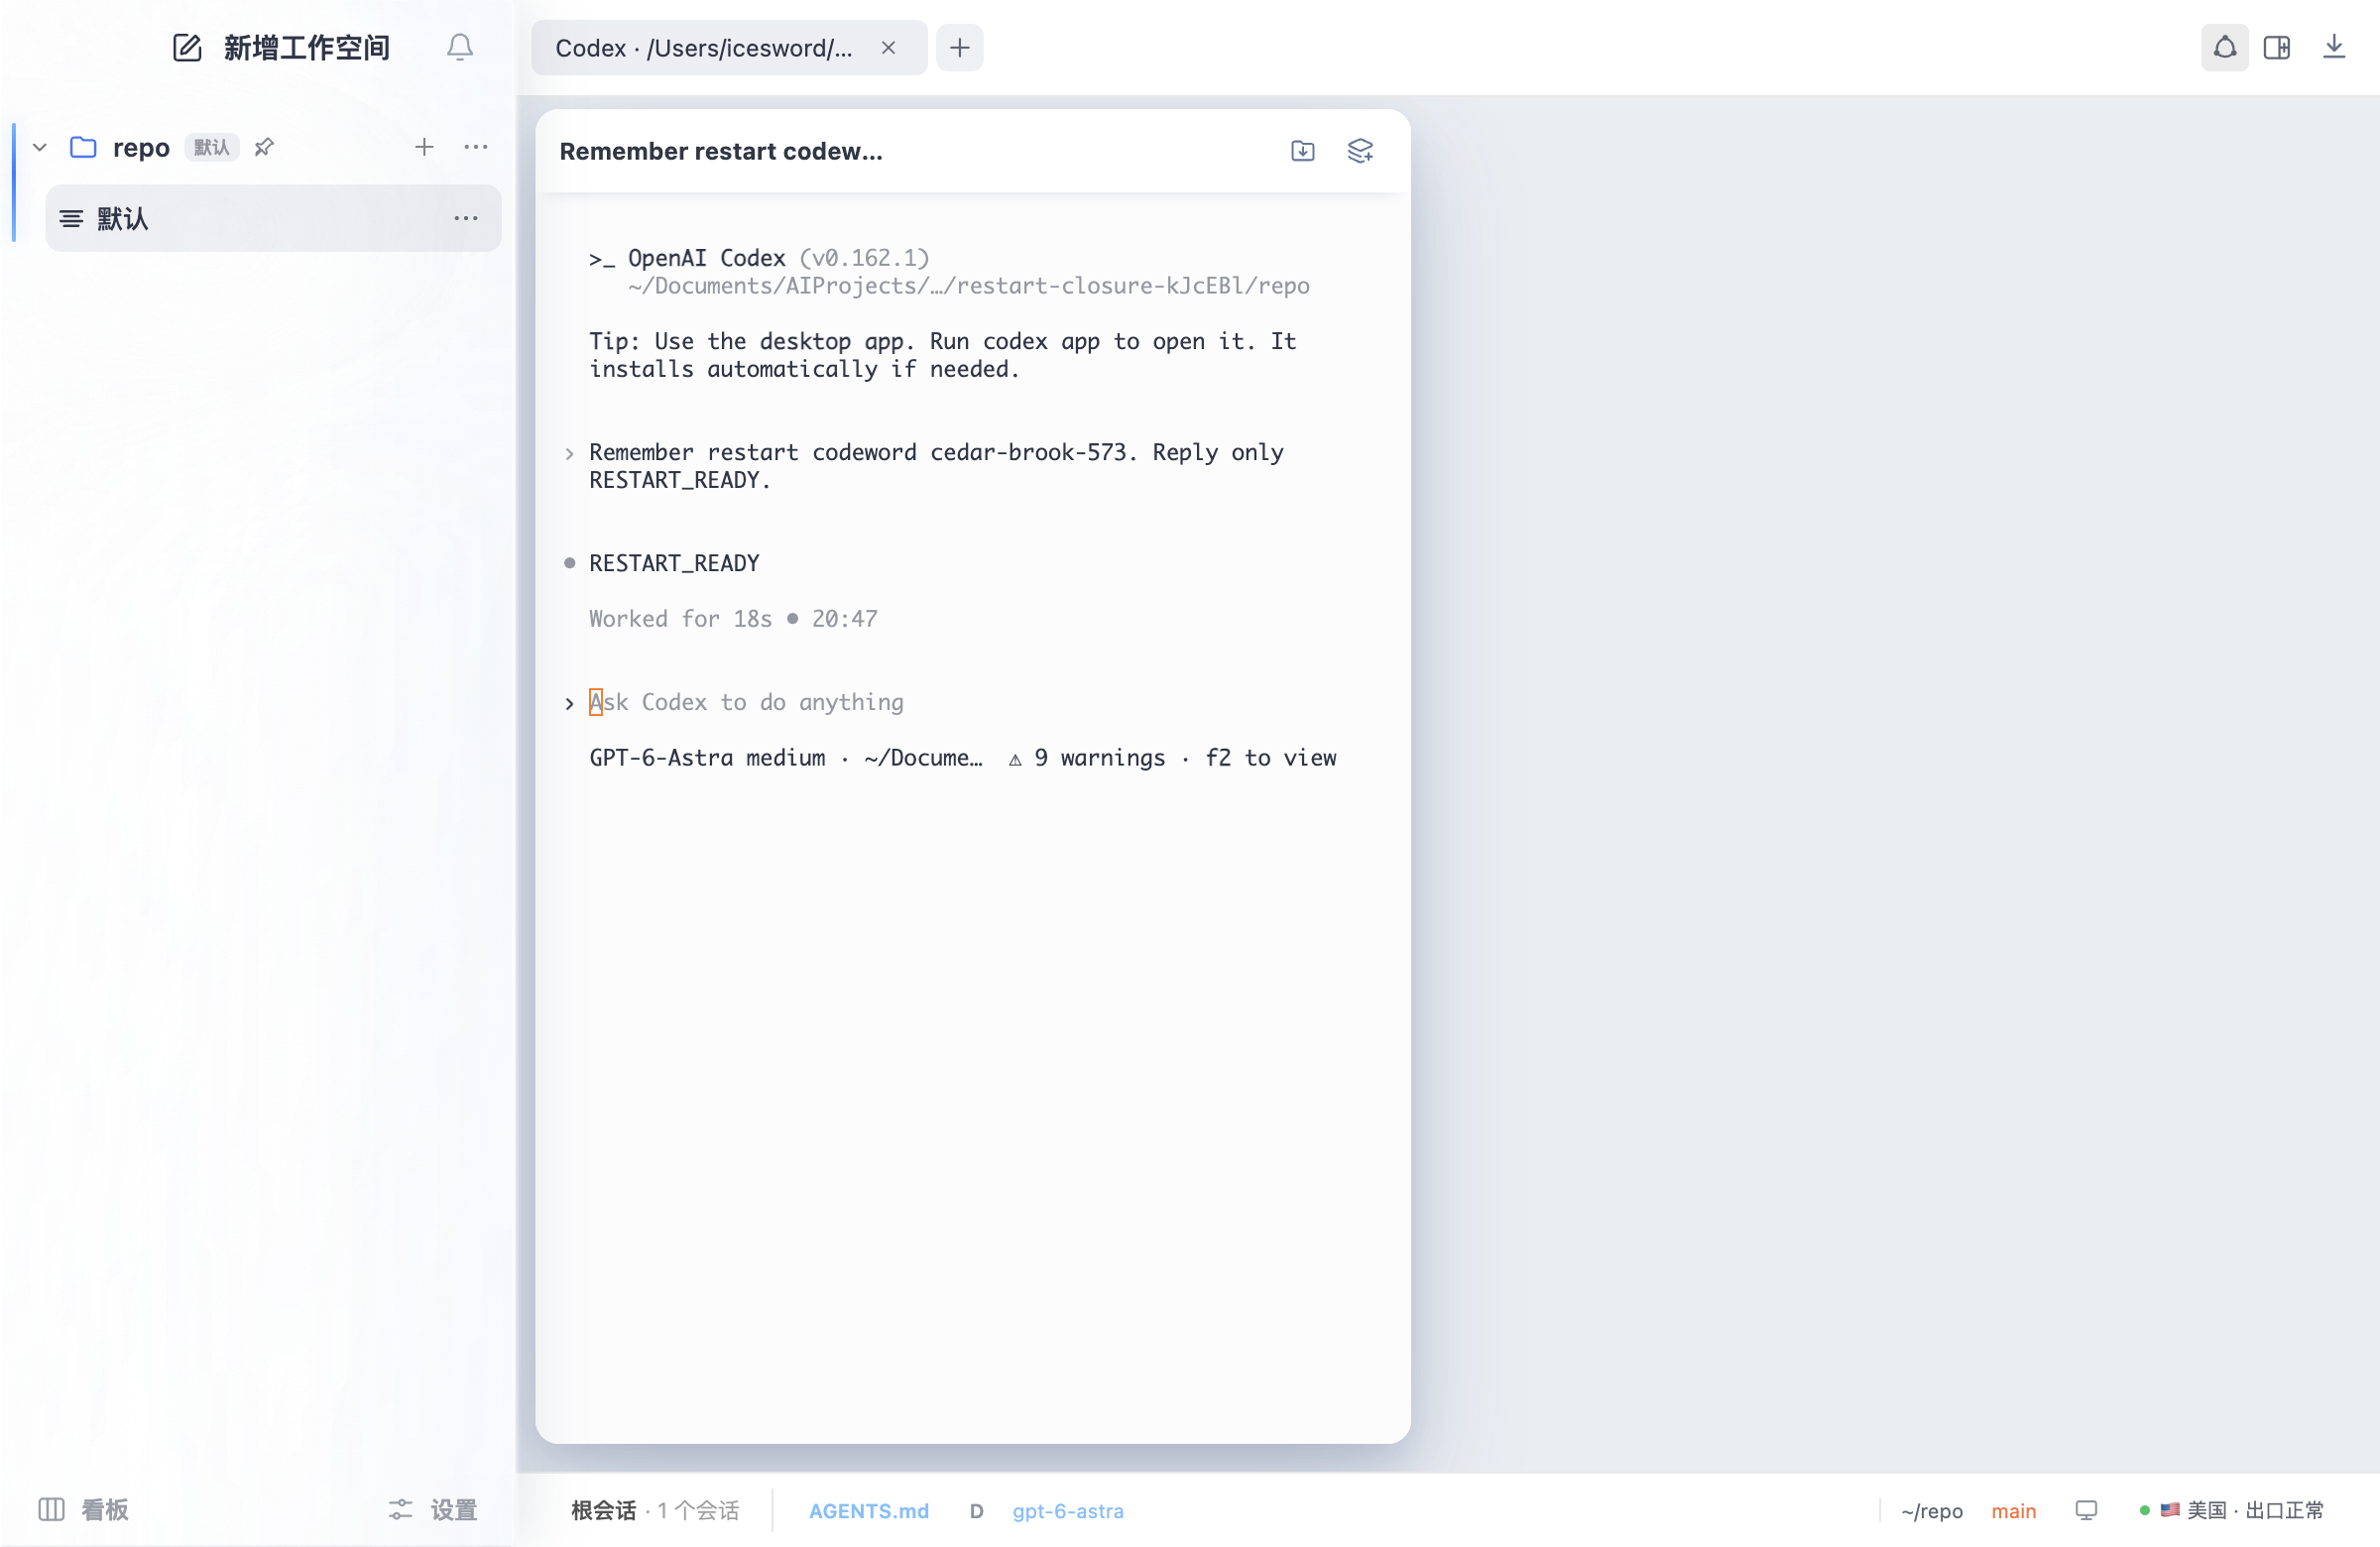 新增工作空间
Codex · /Users/icesword/...
repo 默认
默认
Remember restart codew...
>_ OpenAI Codex (v0.162.1)
~/Documents/AIProjects/…/restart-closure-kJcEBl/repo
Tip: Use the desktop app. Run codex app to open it. It
installs automatically if needed.
› Remember restart codeword cedar-brook-573. Reply only
RESTART_READY.
• RESTART_READY
Worked for 18s • 20:47
› Ask Codex to do anything
GPT-6-Astra medium · ~/Docume… ⚠ 9 warnings · f2 to view
看板
设置
根会话 · 1 个会话
AGENTS.md
D
gpt-6-astra
~/repo
main
🇺🇸 美国 · 出口正常